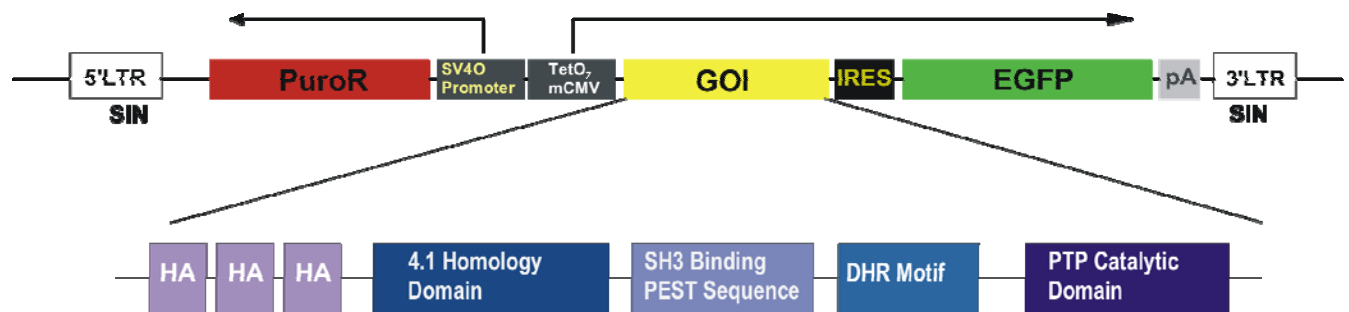 5'LTR
SIN
PuroR
SV4O
Promoter
TetO7
mCMV
GOI
IRES
EGFP
pA
3'LTR
SIN
HA
HA
HA
4.1 Homology
Domain
SH3 Binding
PEST Sequence
DHR Motif
PTP Catalytic
Domain